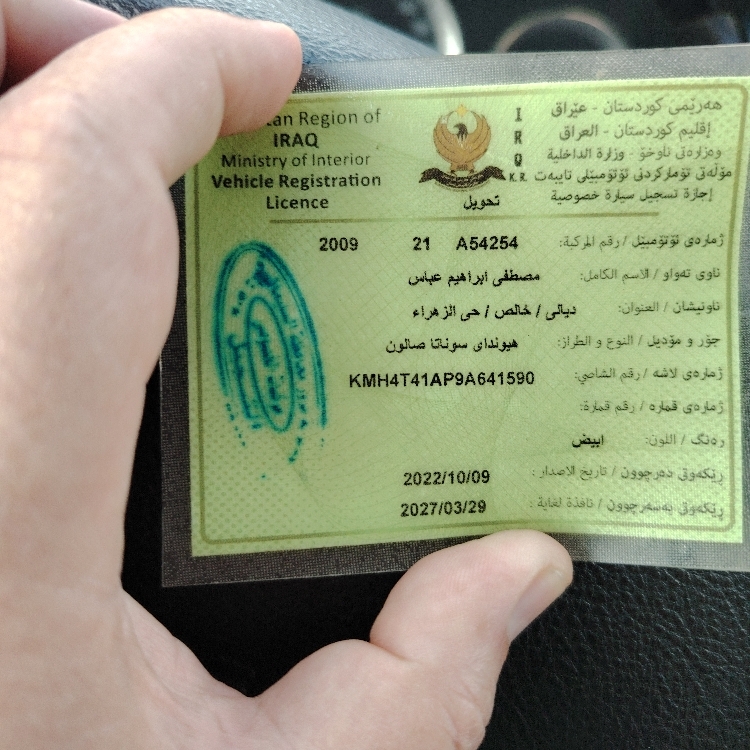 tan Region of
IRAQ
Ministry of Interior
Vehicle Registration
Licence
I
R
Q
K.R.
هەرێمی کوردستان - عێراق
إقليم كوردستان - العراق
وەزارەتی ناوخۆ - وزارة الداخلية
مۆڵەتی تۆمارکردنی ئۆتۆمبێلی تایبەت
إجازة تسجيل سيارة خصوصية
تحويل
ژمارەی ئۆتۆمبێل / رقم المركبة: A54254 21 2009
ناوی تەواو / الاسم الكامل: مصطفى ابراهيم عباس
ناونیشان / العنوان: ديالى / خالص / حي الزهراء
جۆر و مۆدێل / النوع و الطراز: هيونداى سوناتا صالون
ژمارەی لاشە / رقم الشاصي: KMH4T41AP9A641590
ژمارەی قمارە / رقم قمارة:
رەنگ / اللون: ابيض
رێکەوتی دەرچوون / تاريخ الاصدار: 2022/10/09
رێکەوتی بەسەرچوون / نافذة لغاية: 2027/03/29